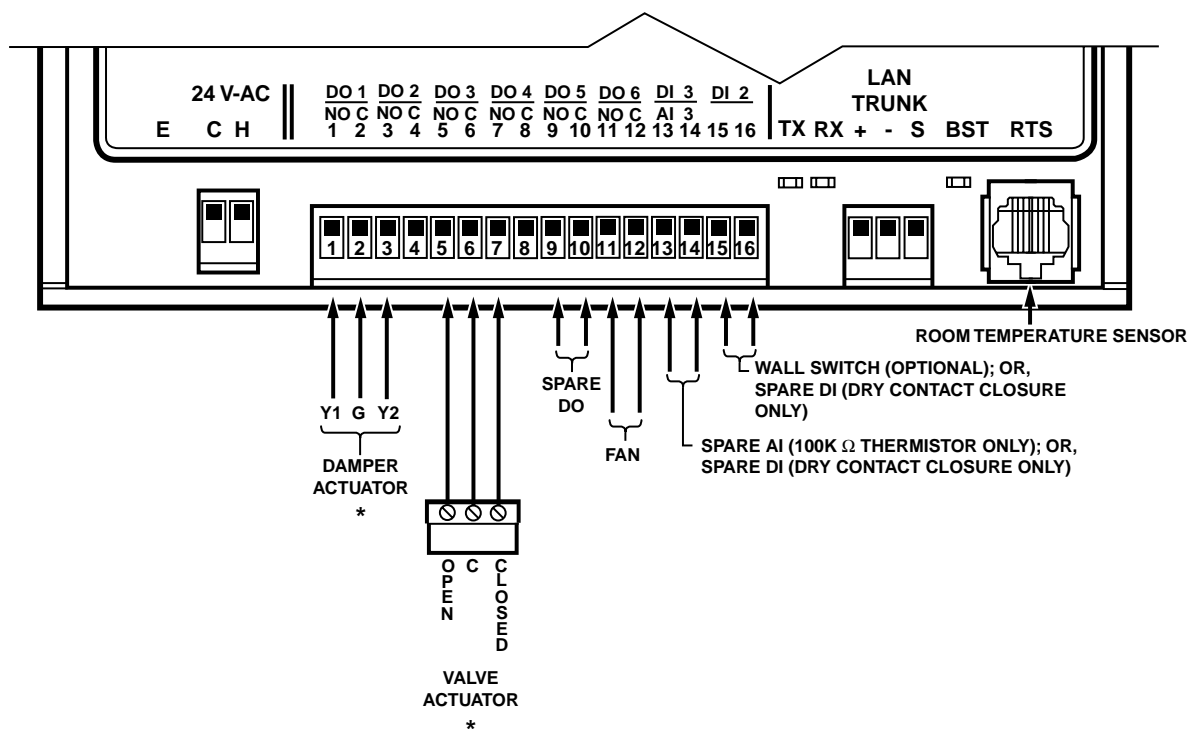 LAN
TRUNK
24 V-AC
DO 1 DO 2 DO 3 DO 4 DO 5 DO 6 DI 3 DI 2
NO C NO C NO C NO C NO C NO C AI 3
E C H 1 2 3 4 5 6 7 8 9 10 11 12 13 14 15 16 TX RX + - S BST RTS
1 2 3 4 5 6 7 8 9 10 11 12 13 14 15 16
ROOM TEMPERATURE SENSOR
WALL SWITCH (OPTIONAL); OR,
SPARE DI (DRY CONTACT CLOSURE
ONLY)
SPARE
DO
Y1 G Y2
FAN
SPARE AI (100K Ω THERMISTOR ONLY); OR,
SPARE DI (DRY CONTACT CLOSURE ONLY)
DAMPER
ACTUATOR
*
OPEN C CLOSED
VALVE
ACTUATOR
*